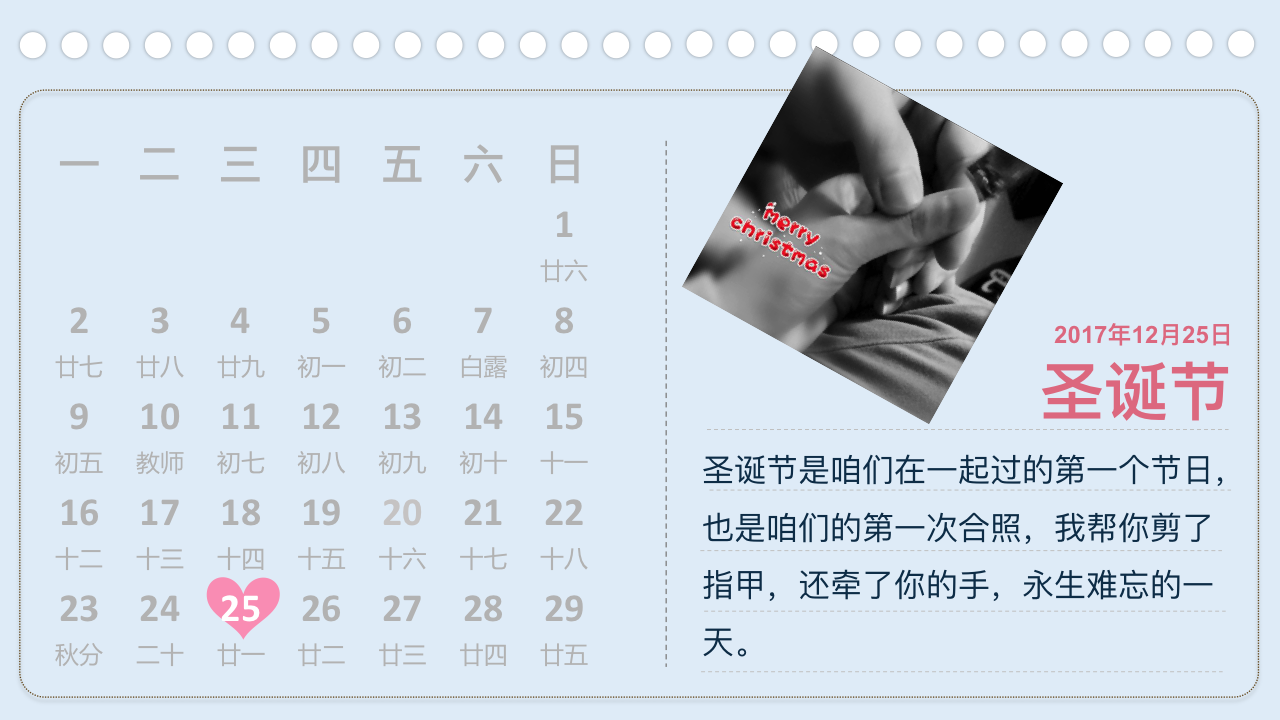 一 二 三 四 五 六 日
1
廿六
2 3 4 5 6 7 8
廿七 廿八 廿九 初一 初二 白露 初四
9 10 11 12 13 14 15
初五 教师 初七 初八 初九 初十 十一
16 17 18 19 20 21 22
十二 十三 十四 十五 十六 十七 十八
23 24 25 26 27 28 29
秋分 二十 廿一 廿二 廿三 廿四 廿五
merry
christmas
2017年12月25日
圣诞节
圣诞节是咱们在一起过的第一个节日，
也是咱们的第一次合照，我帮你剪了
指甲，还牵了你的手，永生难忘的一
天。